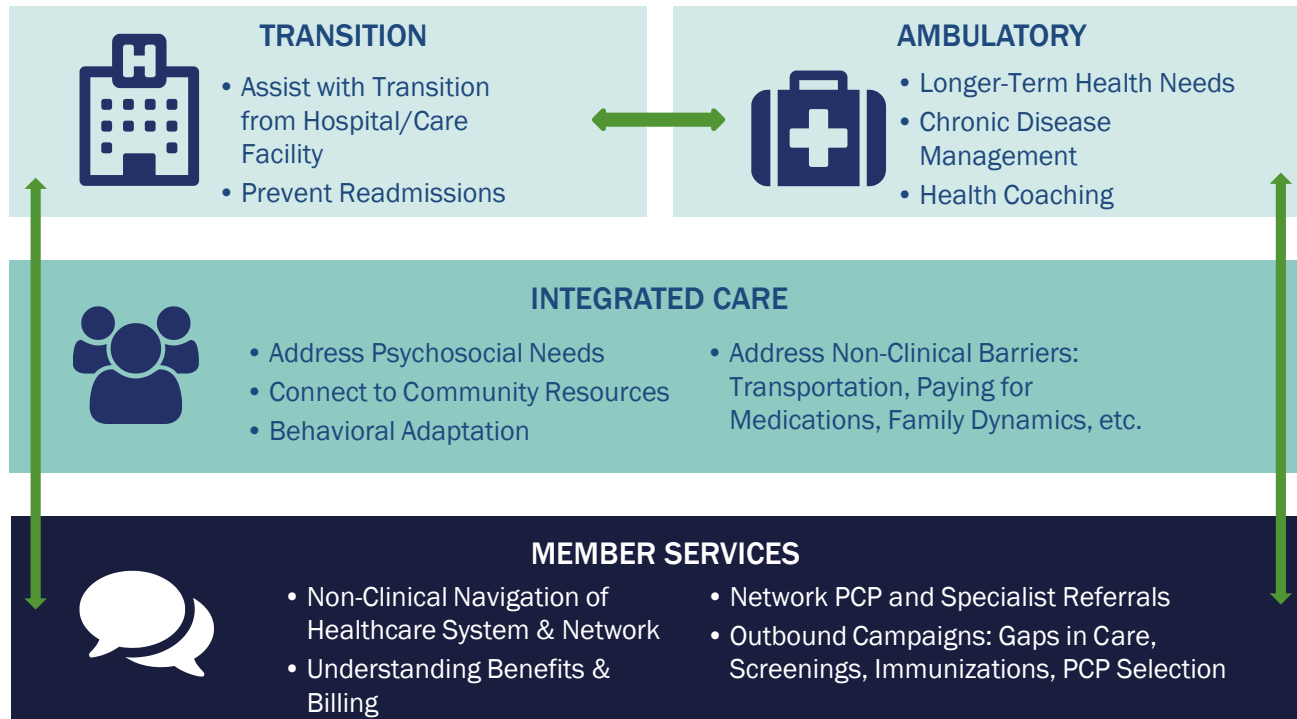 TRANSITION
• Assist with Transition
from Hospital/Care
Facility
• Prevent Readmissions
AMBULATORY
• Longer-Term Health Needs
• Chronic Disease
Management
• Health Coaching
INTEGRATED CARE
• Address Psychosocial Needs
• Connect to Community Resources
• Behavioral Adaptation
• Address Non-Clinical Barriers:
Transportation, Paying for
Medications, Family Dynamics, etc.
MEMBER SERVICES
• Non-Clinical Navigation of
Healthcare System & Network
• Understanding Benefits &
Billing
• Network PCP and Specialist Referrals
• Outbound Campaigns: Gaps in Care,
Screenings, Immunizations, PCP Selection